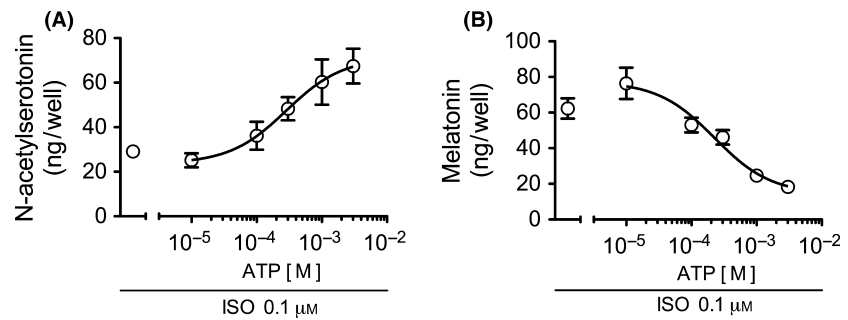 (A)
N-acetylserotonin
(ng/well)
80
60
40
20
0
10⁻⁵ 10⁻⁴ 10⁻³ 10⁻²
ATP [M]
ISO 0.1 μM
(B)
Melatonin
(ng/well)
100
80
60
40
20
0
10⁻⁵ 10⁻⁴ 10⁻³ 10⁻²
ATP [M]
ISO 0.1 μM